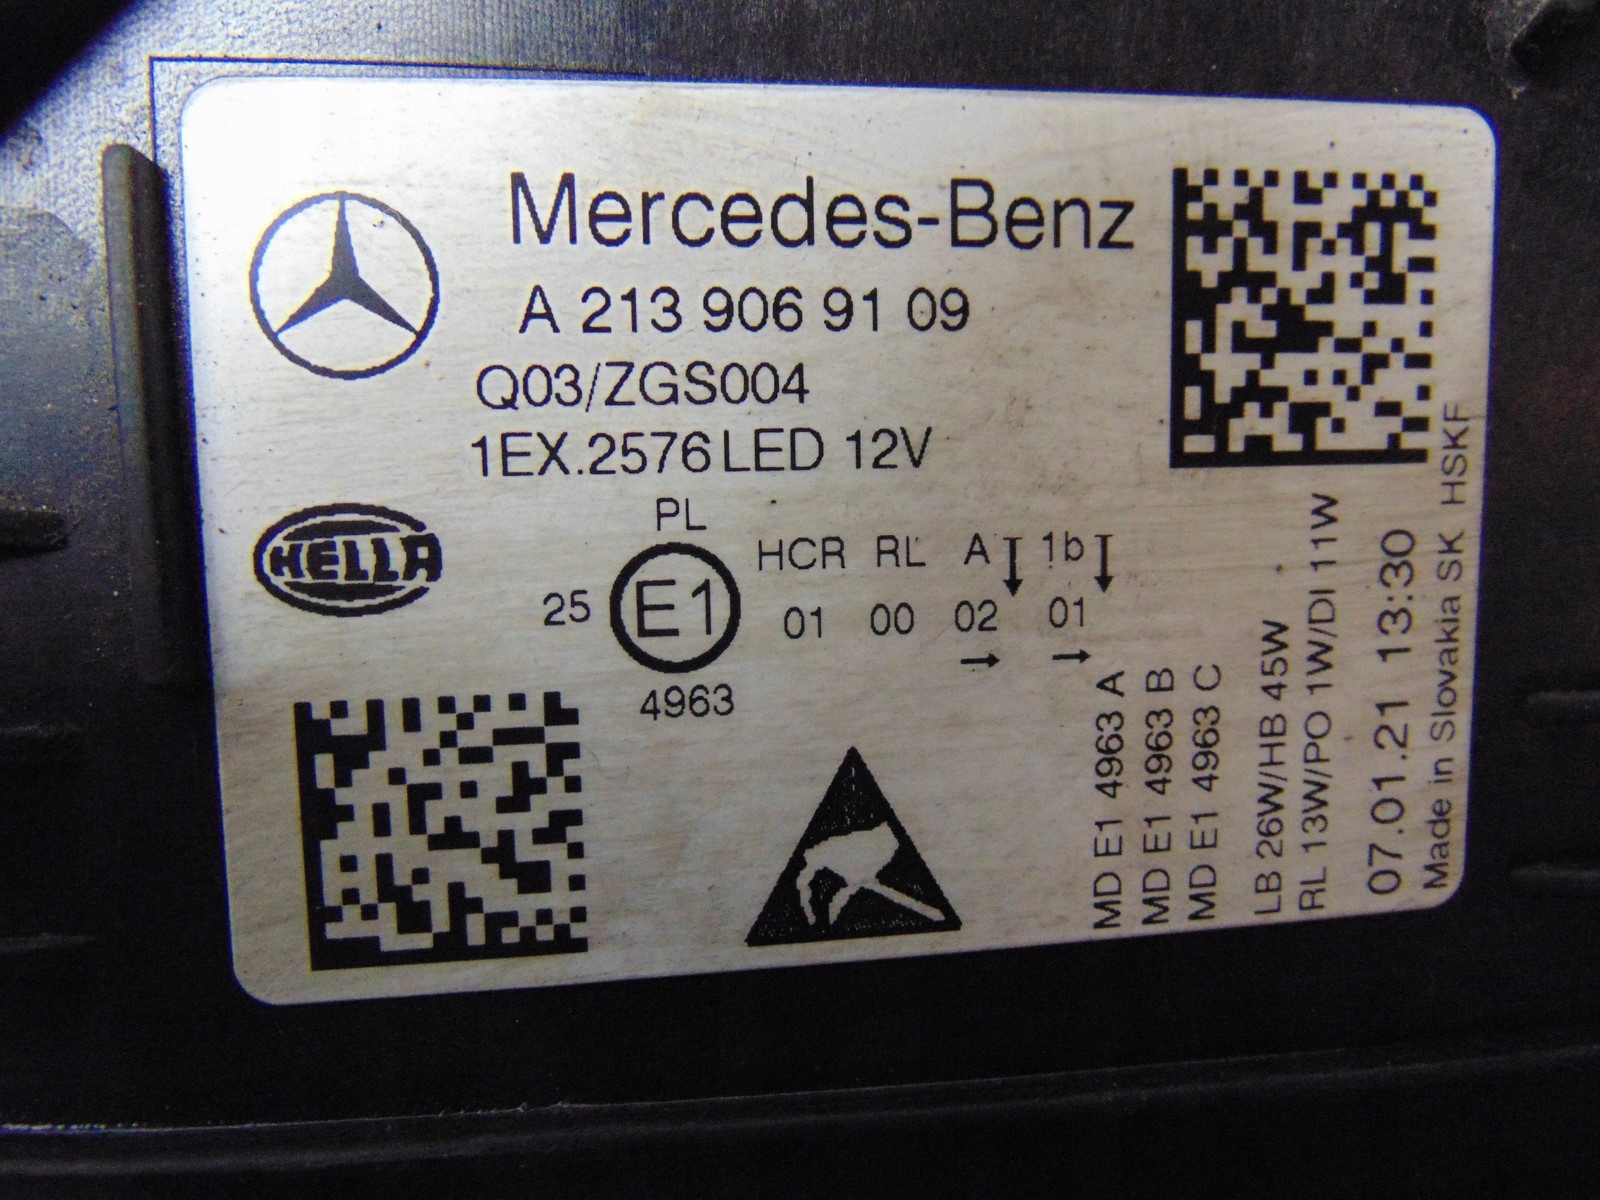 Mercedes-Benz
A 213 906 91 09
Q03/ZGS004
1EX.2576 LED 12V
HELLA
PL
25 E1
4963
HCR RL A 1b
01 00 02 01
→ →
MD E1 4963 A
MD E1 4963 B
MD E1 4963 C
LB 26W/HB 45W
RL 13W/PO 1W/DI 11W
07.01.21 13:30
Made in Slovakia SK HSKF